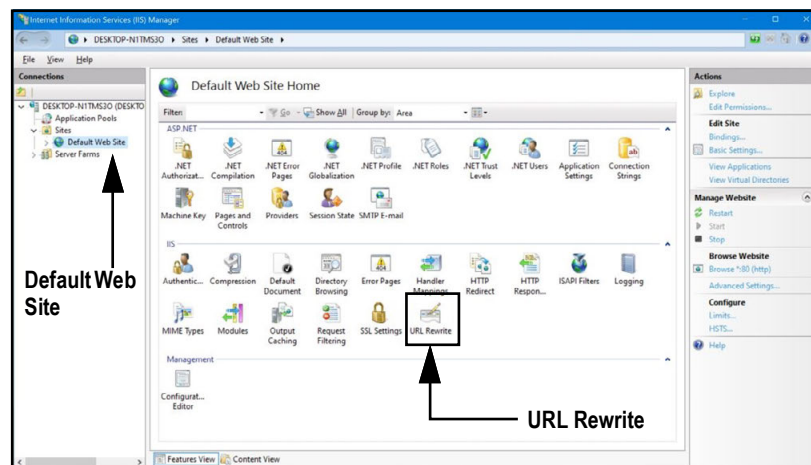 Internet Information Services (IIS) Manager
DESKTOP-N1TMS3O Sites Default Web Site
File View Help
Connections
DESKTOP-N1TMS3O (DESKTO
Application Pools
Sites
Default Web Site
Server Farms
Default Web
Site
Default Web Site Home
Filter: Go Show All Group by: Area
ASP.NET
.NET Authorizat...
.NET Compilation
.NET Error Pages
.NET Globalization
.NET Profile
.NET Roles
.NET Trust Levels
.NET Users
Application Settings
Connection Strings
Machine Key
Pages and Controls
Providers
Session State
SMTP E-mail
IIS
Authentic...
Compression
Default Document
Directory Browsing
Error Pages
Handler Mappings
HTTP Redirect
HTTP Respon...
ISAPI Filters
Logging
MIME Types
Modules
Output Caching
Request Filtering
SSL Settings
URL Rewrite
Management
Configurat... Editor
URL Rewrite
Features View Content View
Actions
Explore
Edit Permissions...
Edit Site
Bindings...
Basic Settings...
View Applications
View Virtual Directories
Manage Website
Restart
Start
Stop
Browse Website
Browse *:80 (http)
Advanced Settings...
Configure
Limits...
HSTS...
Help